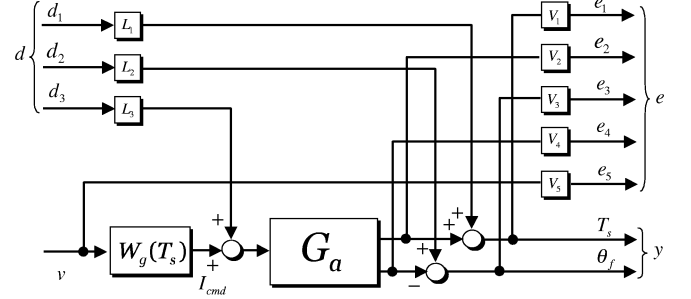 d
d1
d2
d3
L1
L2
L3
V1
V2
V3
V4
V5
e1
e2
e3
e4
e5
e
v
Wg(Ts)
+
+
Icmd
Ga
+
+
+
−
Ts
θf
y